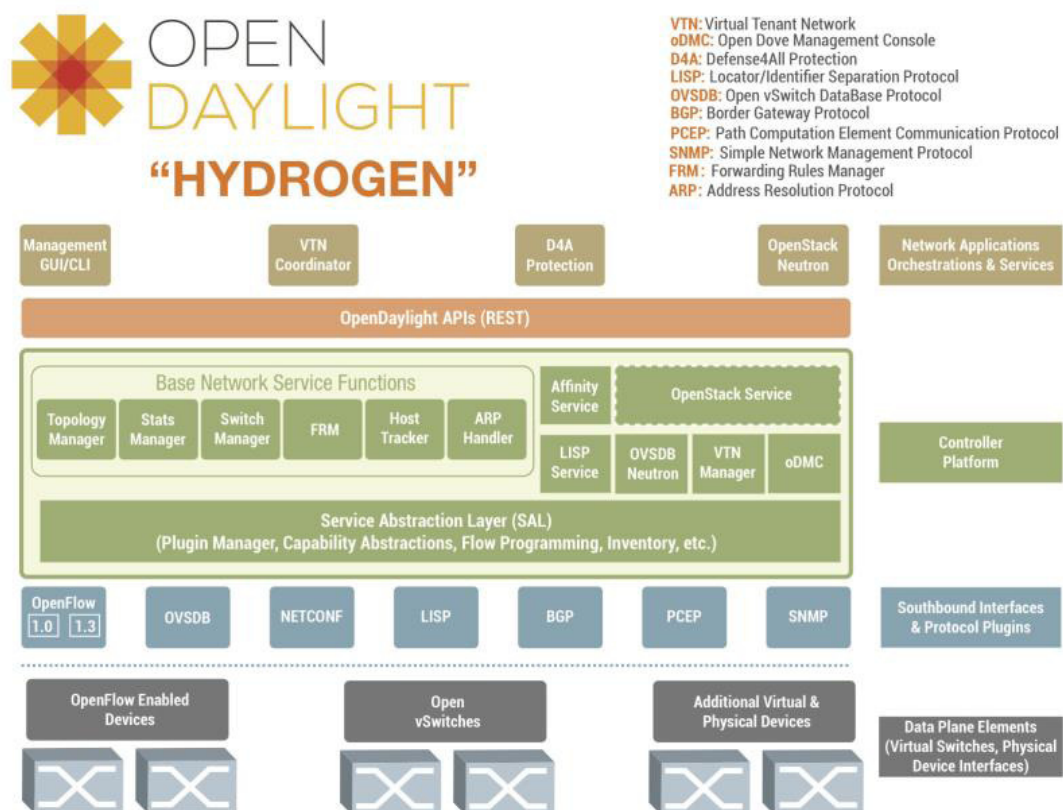 OPEN
DAYLIGHT
“HYDROGEN”
VTN: Virtual Tenant Network
oDMC: Open Dove Management Console
D4A: Defense4All Protection
LISP: Locator/Identifier Separation Protocol
OVSDB: Open vSwitch DataBase Protocol
BGP: Border Gateway Protocol
PCEP: Path Computation Element Communication Protocol
SNMP: Simple Network Management Protocol
FRM: Forwarding Rules Manager
ARP: Address Resolution Protocol
Management
GUI/CLI
VTN
Coordinator
D4A
Protection
OpenStack
Neutron
Network Applications
Orchestrations & Services
OpenDaylight APIs (REST)
Base Network Service Functions
Topology
Manager
Stats
Manager
Switch
Manager
FRM
Host
Tracker
ARP
Handler
Affinity
Service
OpenStack Service
LISP
Service
OVSDB
Neutron
VTN
Manager
oDMC
Controller
Platform
Service Abstraction Layer (SAL)
(Plugin Manager, Capability Abstractions, Flow Programming, Inventory, etc.)
OpenFlow
1.0 1.3
OVSDB
NETCONF
LISP
BGP
PCEP
SNMP
Southbound Interfaces
& Protocol Plugins
OpenFlow Enabled
Devices
Open
vSwitches
Additional Virtual &
Physical Devices
Data Plane Elements
(Virtual Switches, Physical
Device Interfaces)